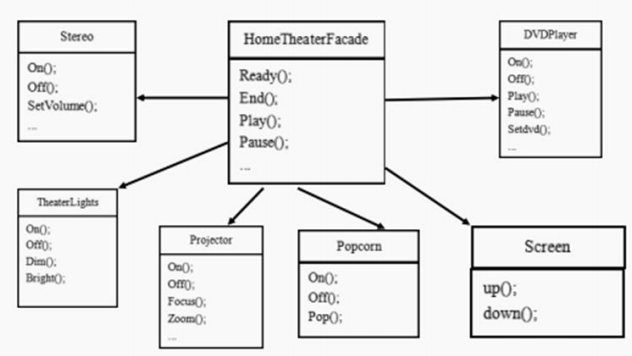 Stereo
On();
Off();
SetVolume();
...
HomeTheaterFacade
Ready();
End();
Play();
Pause();
...
DVDPlayer
On();
Off();
Play();
Pause();
Setdvd();
...
TheaterLights
On();
Off();
Dim();
Bright();
Projector
On();
Off();
Focus();
Zoom();
...
Popcorn
On();
Off();
Pop();
Screen
up();
down();